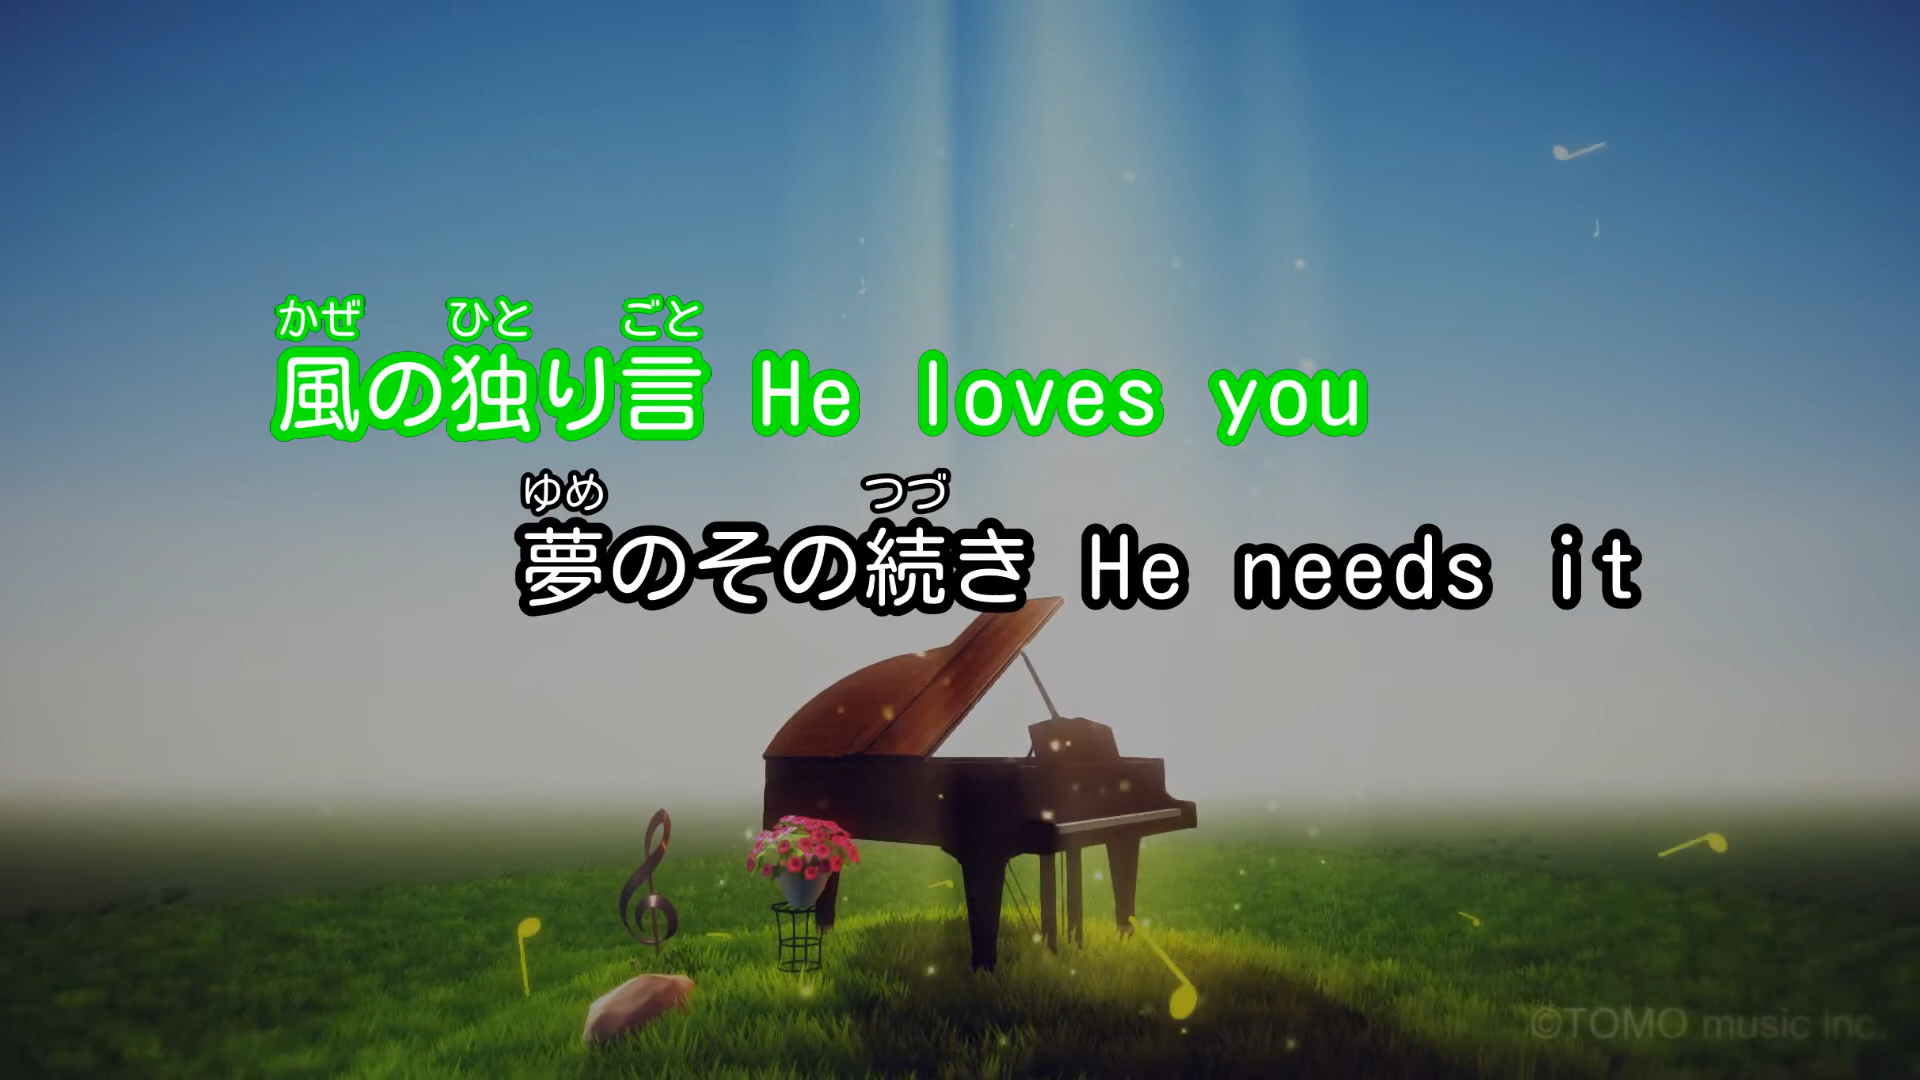 かぜ ひと ごと
風の独り言 He loves you
ゆめ つづ
夢のその続き He needs it
©TOMO music inc